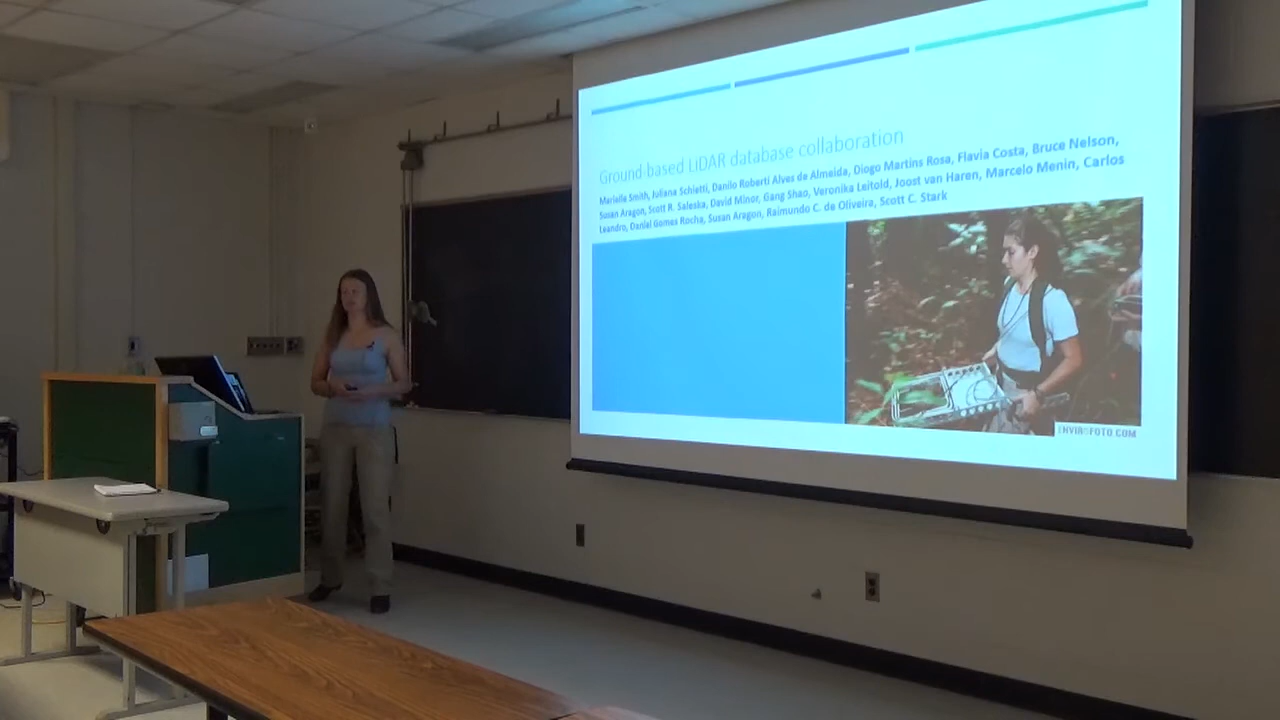 Ground-based LiDAR database collaboration
Marielle Smith, Juliana Schietti, Danilo Roberti Alves de Almeida, Diogo Martins Rosa, Flavia Costa, Bruce Nelson,
Susan Aragon, Scott R. Saleska, David Minor, Gang Shao, Veronika Leitold, Joost van Haren, Marcelo Menin, Carlos
Leandro, Daniel Gomes Rocha, Susan Aragon, Raimundo C. de Oliveira, Scott C. Stark
ENVIROFOTO.COM